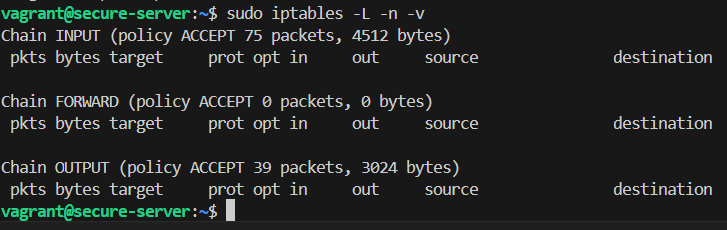 vagrant@secure-server:~$ sudo iptables -L -n -v
Chain INPUT (policy ACCEPT 75 packets, 4512 bytes)
 pkts bytes target     prot opt in     out     source               destination

Chain FORWARD (policy ACCEPT 0 packets, 0 bytes)
 pkts bytes target     prot opt in     out     source               destination

Chain OUTPUT (policy ACCEPT 39 packets, 3024 bytes)
 pkts bytes target     prot opt in     out     source               destination
vagrant@secure-server:~$